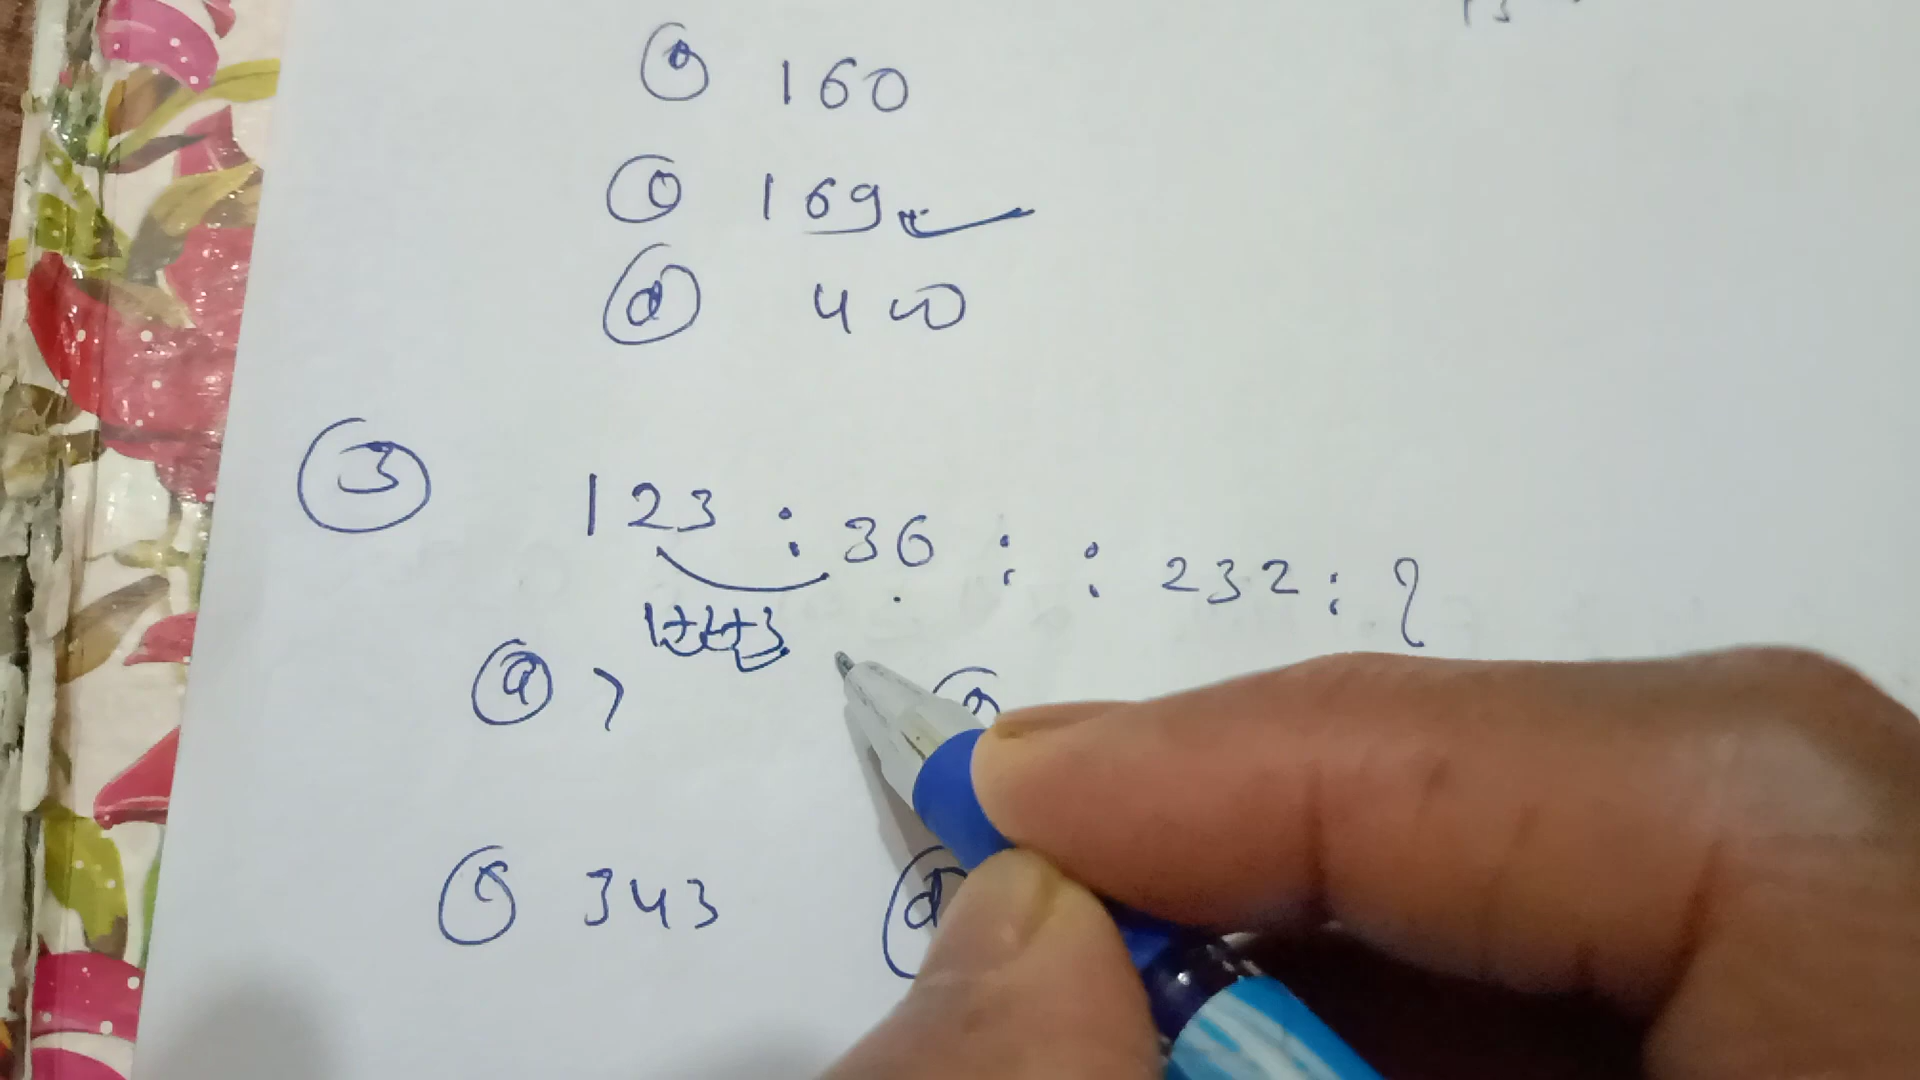 a 160
c 169
d 400
3 123 : 36 : : 232 : ?
1+2+3
a 7
c 343
d